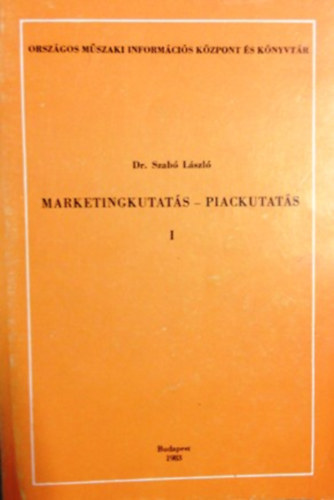 ORSZÁGOS MŰSZAKI INFORMÁCIÓS KÖZPONT ÉS KÖNYVTÁR
Dr. Szabó László
MARKETINGKUTATÁS – PIACKUTATÁS
I
Budapest
1983